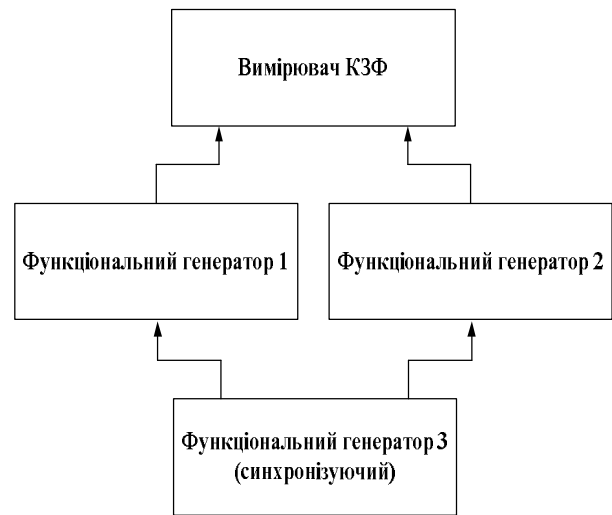 Вимірювач КЗФ
Функціональний генератор 1
Функціональний генератор 2
Функціональний генератор 3
(синхронізуючий)